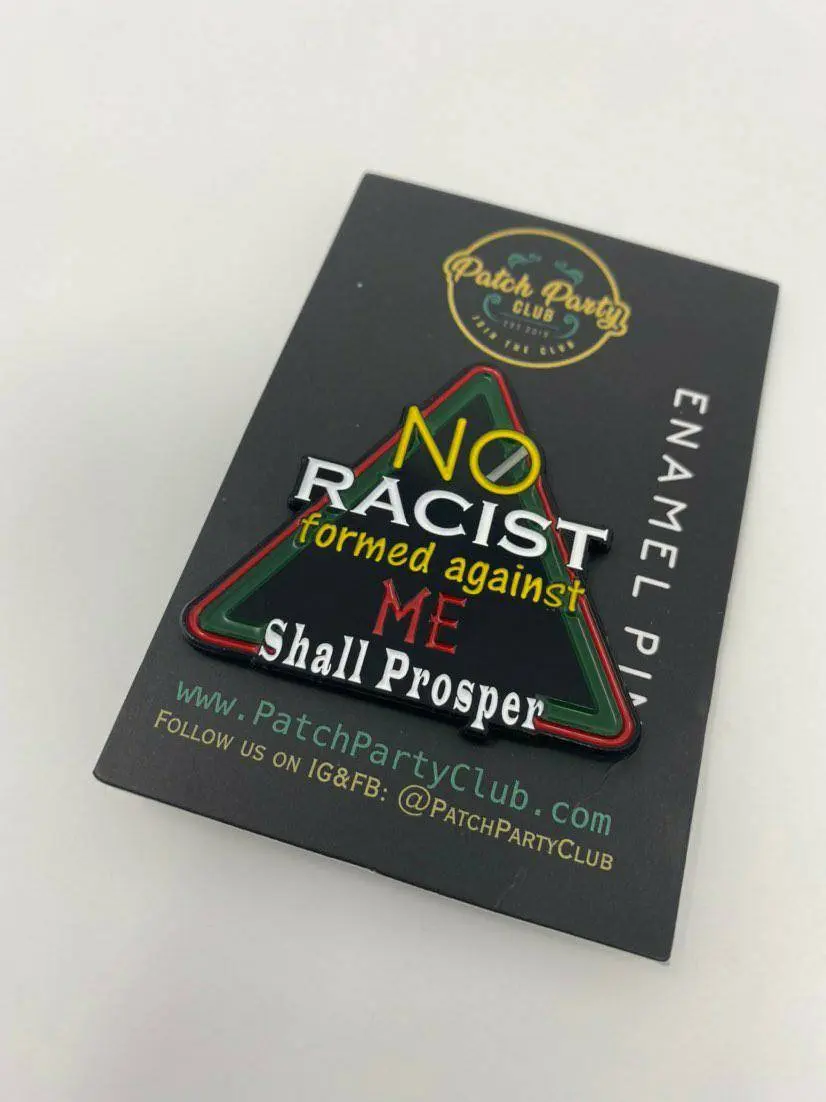 Patch Party
CLUB
EST 2019
JOIN THE CLUB
ENAMEL PIN
NO
RACIST
formed against
ME
Shall Prosper
www.PatchPartyClub.com
FOLLOW US ON IG&FB: @PATCHPARTYCLUB